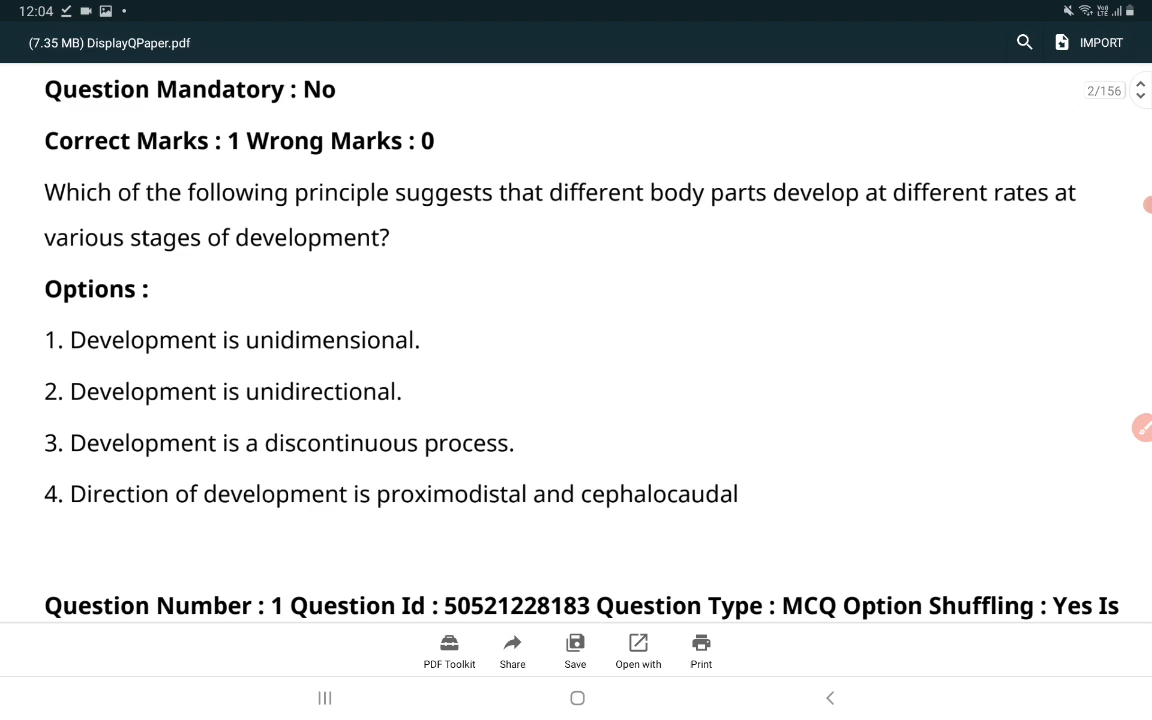 12:04
(7.35 MB) DisplayQPaper.pdf
IMPORT
Question Mandatory : No
2/156
Correct Marks : 1 Wrong Marks : 0
Which of the following principle suggests that different body parts develop at different rates at
various stages of development?
Options :
1. Development is unidimensional.
2. Development is unidirectional.
3. Development is a discontinuous process.
4. Direction of development is proximodistal and cephalocaudal
Question Number : 1 Question Id : 50521228183 Question Type : MCQ Option Shuffling : Yes Is
PDF Toolkit Share Save Open with Print